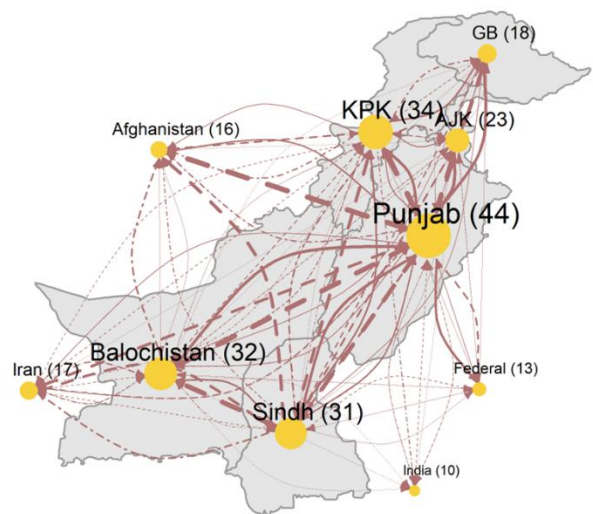 GB (18)
KPK (34)
AJK (23)
Afghanistan (16)
Punjab (44)
Balochistan (32)
Iran (17)
Federal (13)
Sindh (31)
India (10)